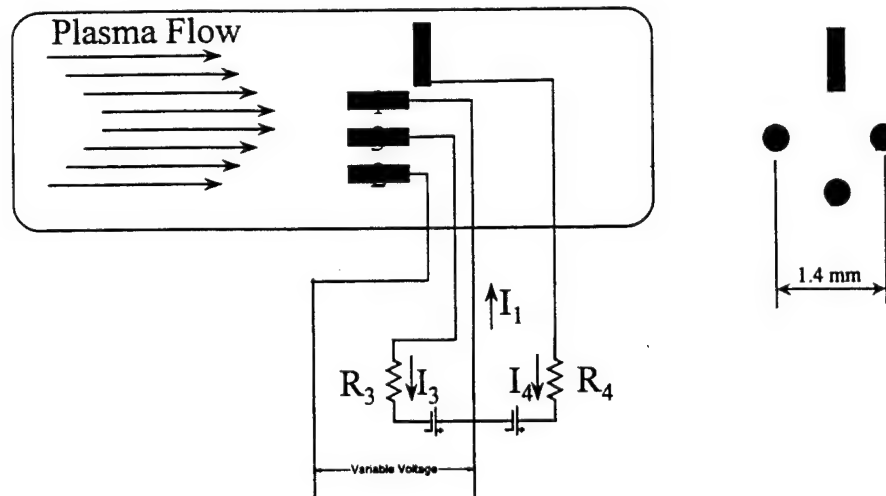 Plasma Flow
I₁
R₃
I₃
I₄
R₄
1.4 mm
Variable Voltage